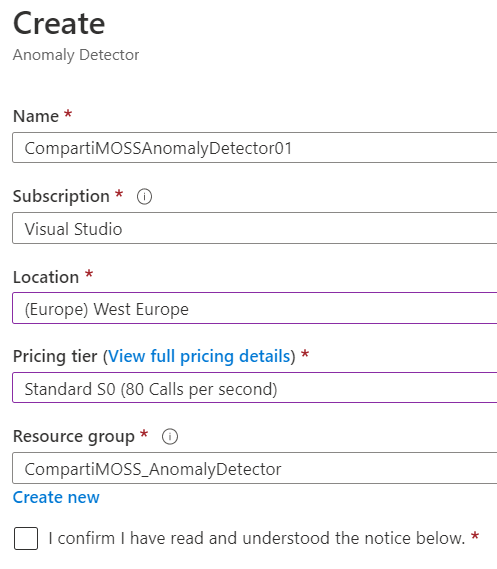 Create
Anomaly Detector
Name *
CompartiMOSSAnomalyDetector01
Subscription * i
Visual Studio
Location *
(Europe) West Europe
Pricing tier (View full pricing details) *
Standard S0 (80 Calls per second)
Resource group * i
CompartiMOSS_AnomalyDetector
Create new
I confirm I have read and understood the notice below. *